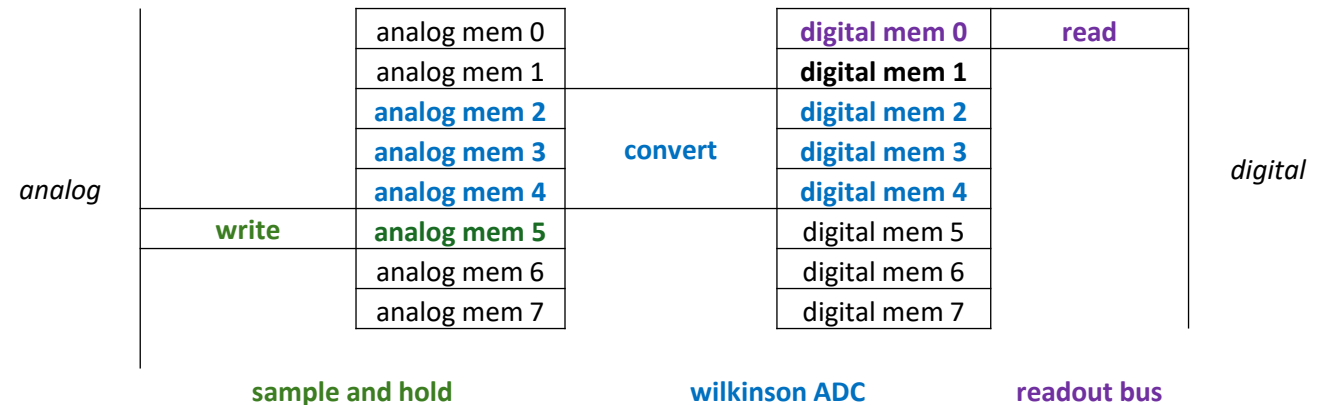 analog mem 0 digital mem 0 read
analog mem 1 digital mem 1
analog mem 2 digital mem 2
analog mem 3 convert digital mem 3
analog analog mem 4 digital mem 4 digital
write analog mem 5 digital mem 5
analog mem 6 digital mem 6
analog mem 7 digital mem 7
sample and hold wilkinson ADC readout bus